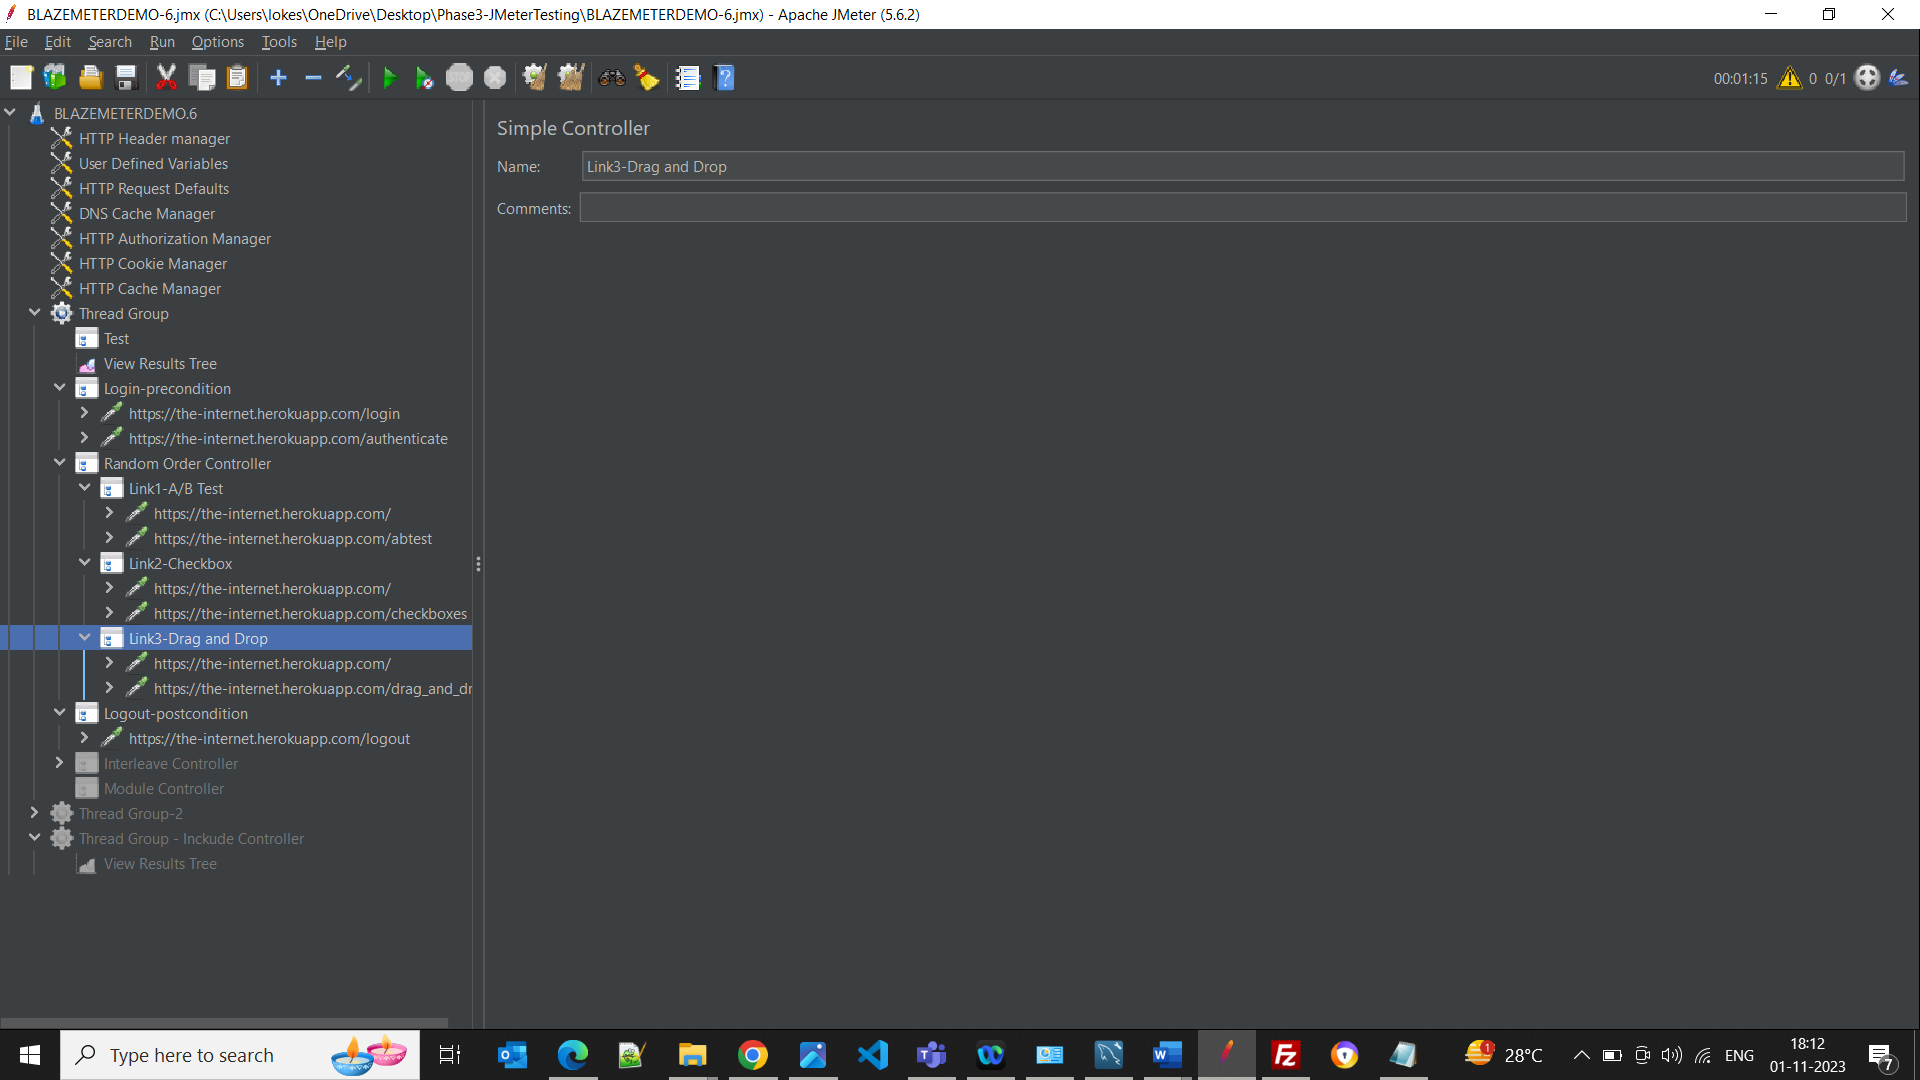 BLAZEMETERDEMO-6.jmx (C:\Users\lokes\OneDrive\Desktop\Phase3-JMeterTesting\BLAZEMETERDEMO-6.jmx) - Apache JMeter (5.6.2)
File Edit Search Run Options Tools Help
STOP
00:01:15 0 0/1
BLAZEMETERDEMO.6
HTTP Header manager
User Defined Variables
HTTP Request Defaults
DNS Cache Manager
HTTP Authorization Manager
HTTP Cookie Manager
HTTP Cache Manager
Thread Group
Test
View Results Tree
Login-precondition
https://the-internet.herokuapp.com/login
https://the-internet.herokuapp.com/authenticate
Random Order Controller
Link1-A/B Test
https://the-internet.herokuapp.com/
https://the-internet.herokuapp.com/abtest
Link2-Checkbox
https://the-internet.herokuapp.com/
https://the-internet.herokuapp.com/checkboxes
Link3-Drag and Drop
https://the-internet.herokuapp.com/
https://the-internet.herokuapp.com/drag_and_dr
Logout-postcondition
https://the-internet.herokuapp.com/logout
Interleave Controller
Module Controller
Thread Group-2
Thread Group - Inckude Controller
View Results Tree
Simple Controller
Name: Link3-Drag and Drop
Comments:
Type here to search
1 28°C
ENG
18:12
01-11-2023
7